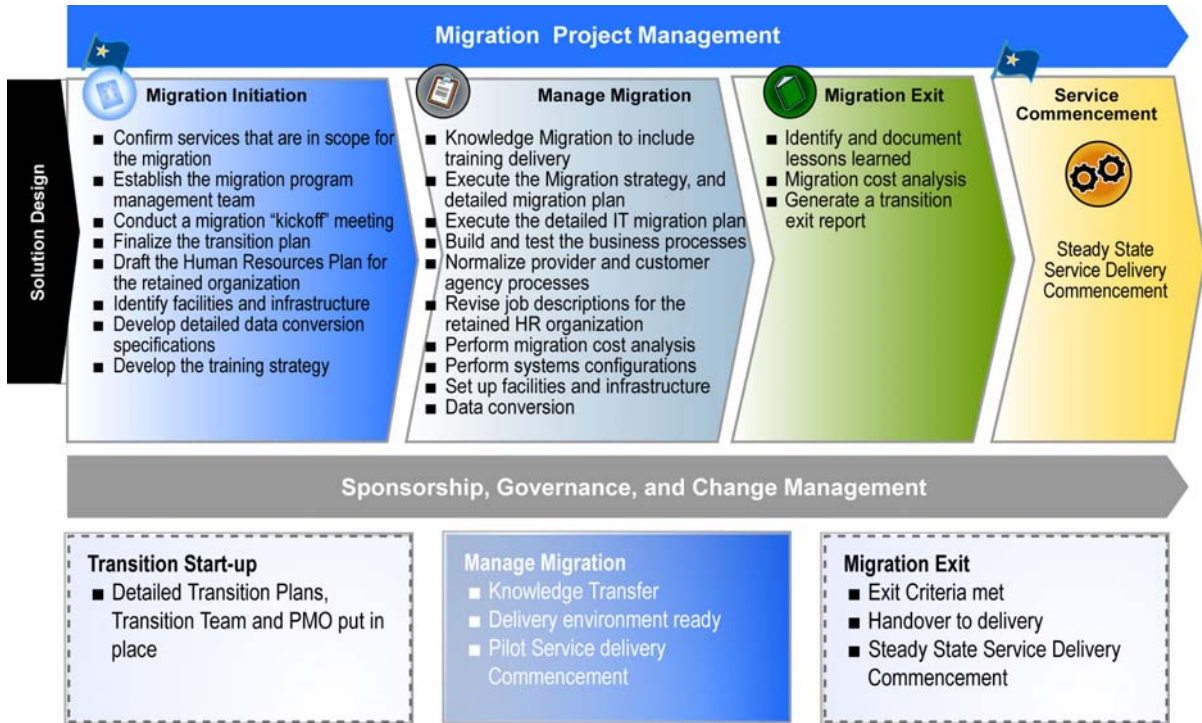 Migration Project Management
Solution Design
Migration Initiation
■ Confirm services that are in scope for
the migration
■ Establish the migration program
management team
■ Conduct a migration “kickoff” meeting
■ Finalize the transition plan
■ Draft the Human Resources Plan for
the retained organization
■ Identify facilities and infrastructure
■ Develop detailed data conversion
specifications
■ Develop the training strategy
Manage Migration
■ Knowledge Migration to include
training delivery
■ Execute the Migration strategy, and
detailed migration plan
■ Execute the detailed IT migration plan
■ Build and test the business processes
■ Normalize provider and customer
agency processes
■ Revise job descriptions for the
retained HR organization
■ Perform migration cost analysis
■ Perform systems configurations
■ Set up facilities and infrastructure
■ Data conversion
Migration Exit
■ Identify and document
lessons learned
■ Migration cost analysis
■ Generate a transition
exit report
Service
Commencement
Steady State
Service Delivery
Commencement
Sponsorship, Governance, and Change Management
Transition Start-up
■ Detailed Transition Plans,
Transition Team and PMO put in
place
Manage Migration
■ Knowledge Transfer
■ Delivery environment ready
■ Pilot Service delivery
Commencement
Migration Exit
■ Exit Criteria met
■ Handover to delivery
■ Steady State Service Delivery
Commencement